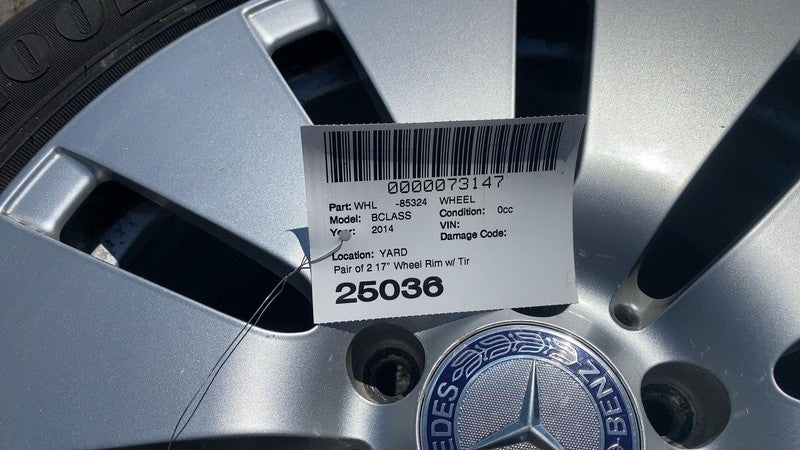 0000073147
Part: WHL -85324 WHEEL
Model: BCLASS Condition: 0cc
Year: 2014 VIN:
Damage Code:
Location: YARD
Pair of 2 17" Wheel Rim w/ Tir
25036
EDES BENZ